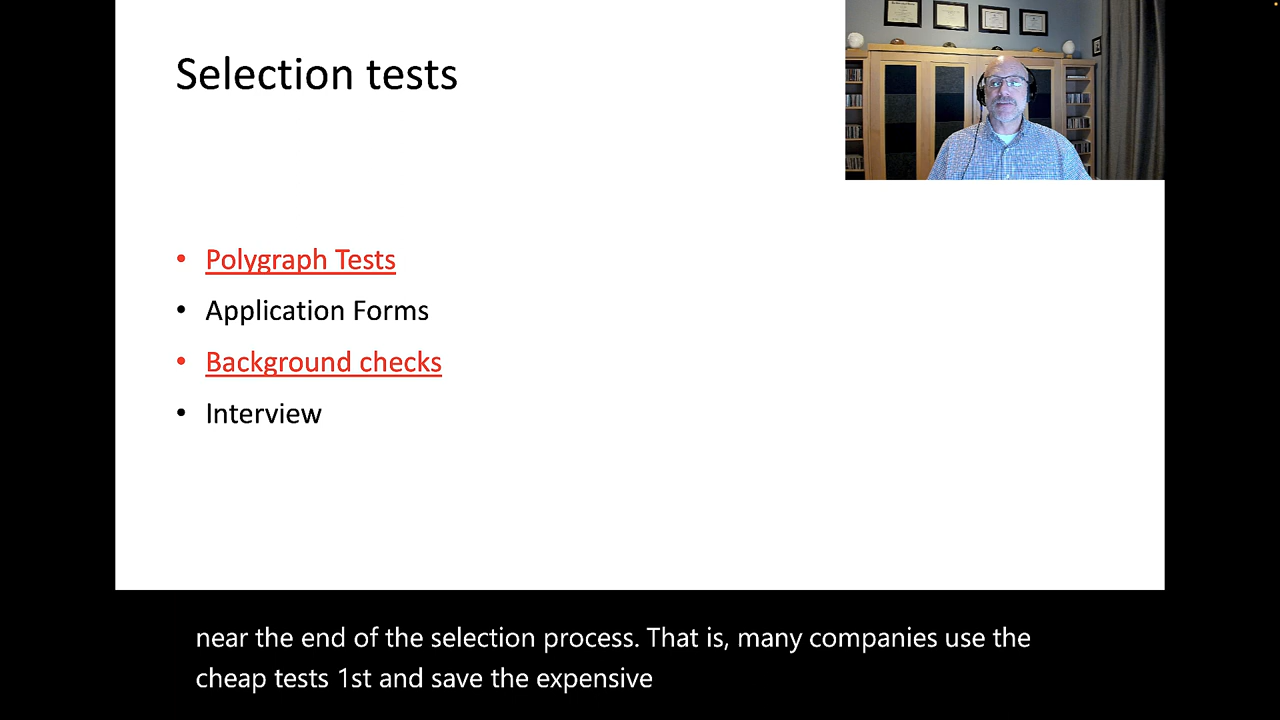 Selection tests
• Polygraph Tests
• Application Forms
• Background checks
• Interview
near the end of the selection process. That is, many companies use the
cheap tests 1st and save the expensive